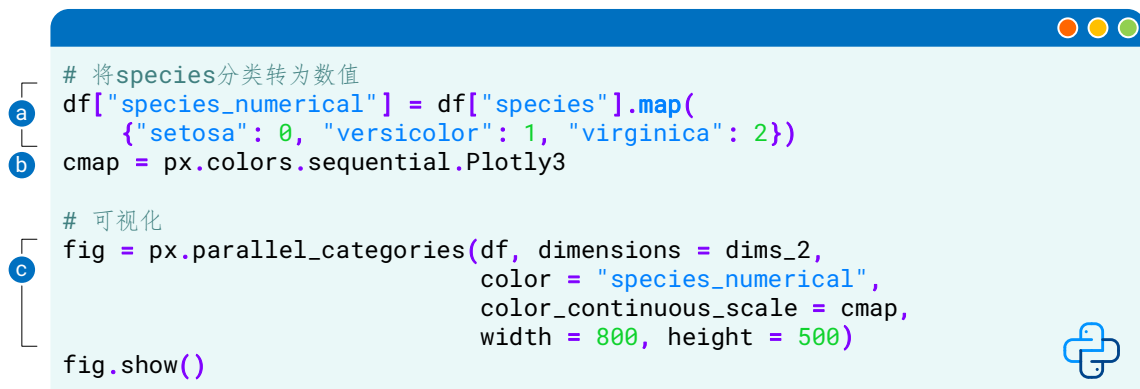 # 将species分类转为数值
a
df["species_numerical"] = df["species"].map(
{"setosa": 0, "versicolor": 1, "virginica": 2})
b
cmap = px.colors.sequential.Plotly3
# 可视化
c
fig = px.parallel_categories(df, dimensions = dims_2,
color = "species_numerical",
color_continuous_scale = cmap,
width = 800, height = 500)
fig.show()